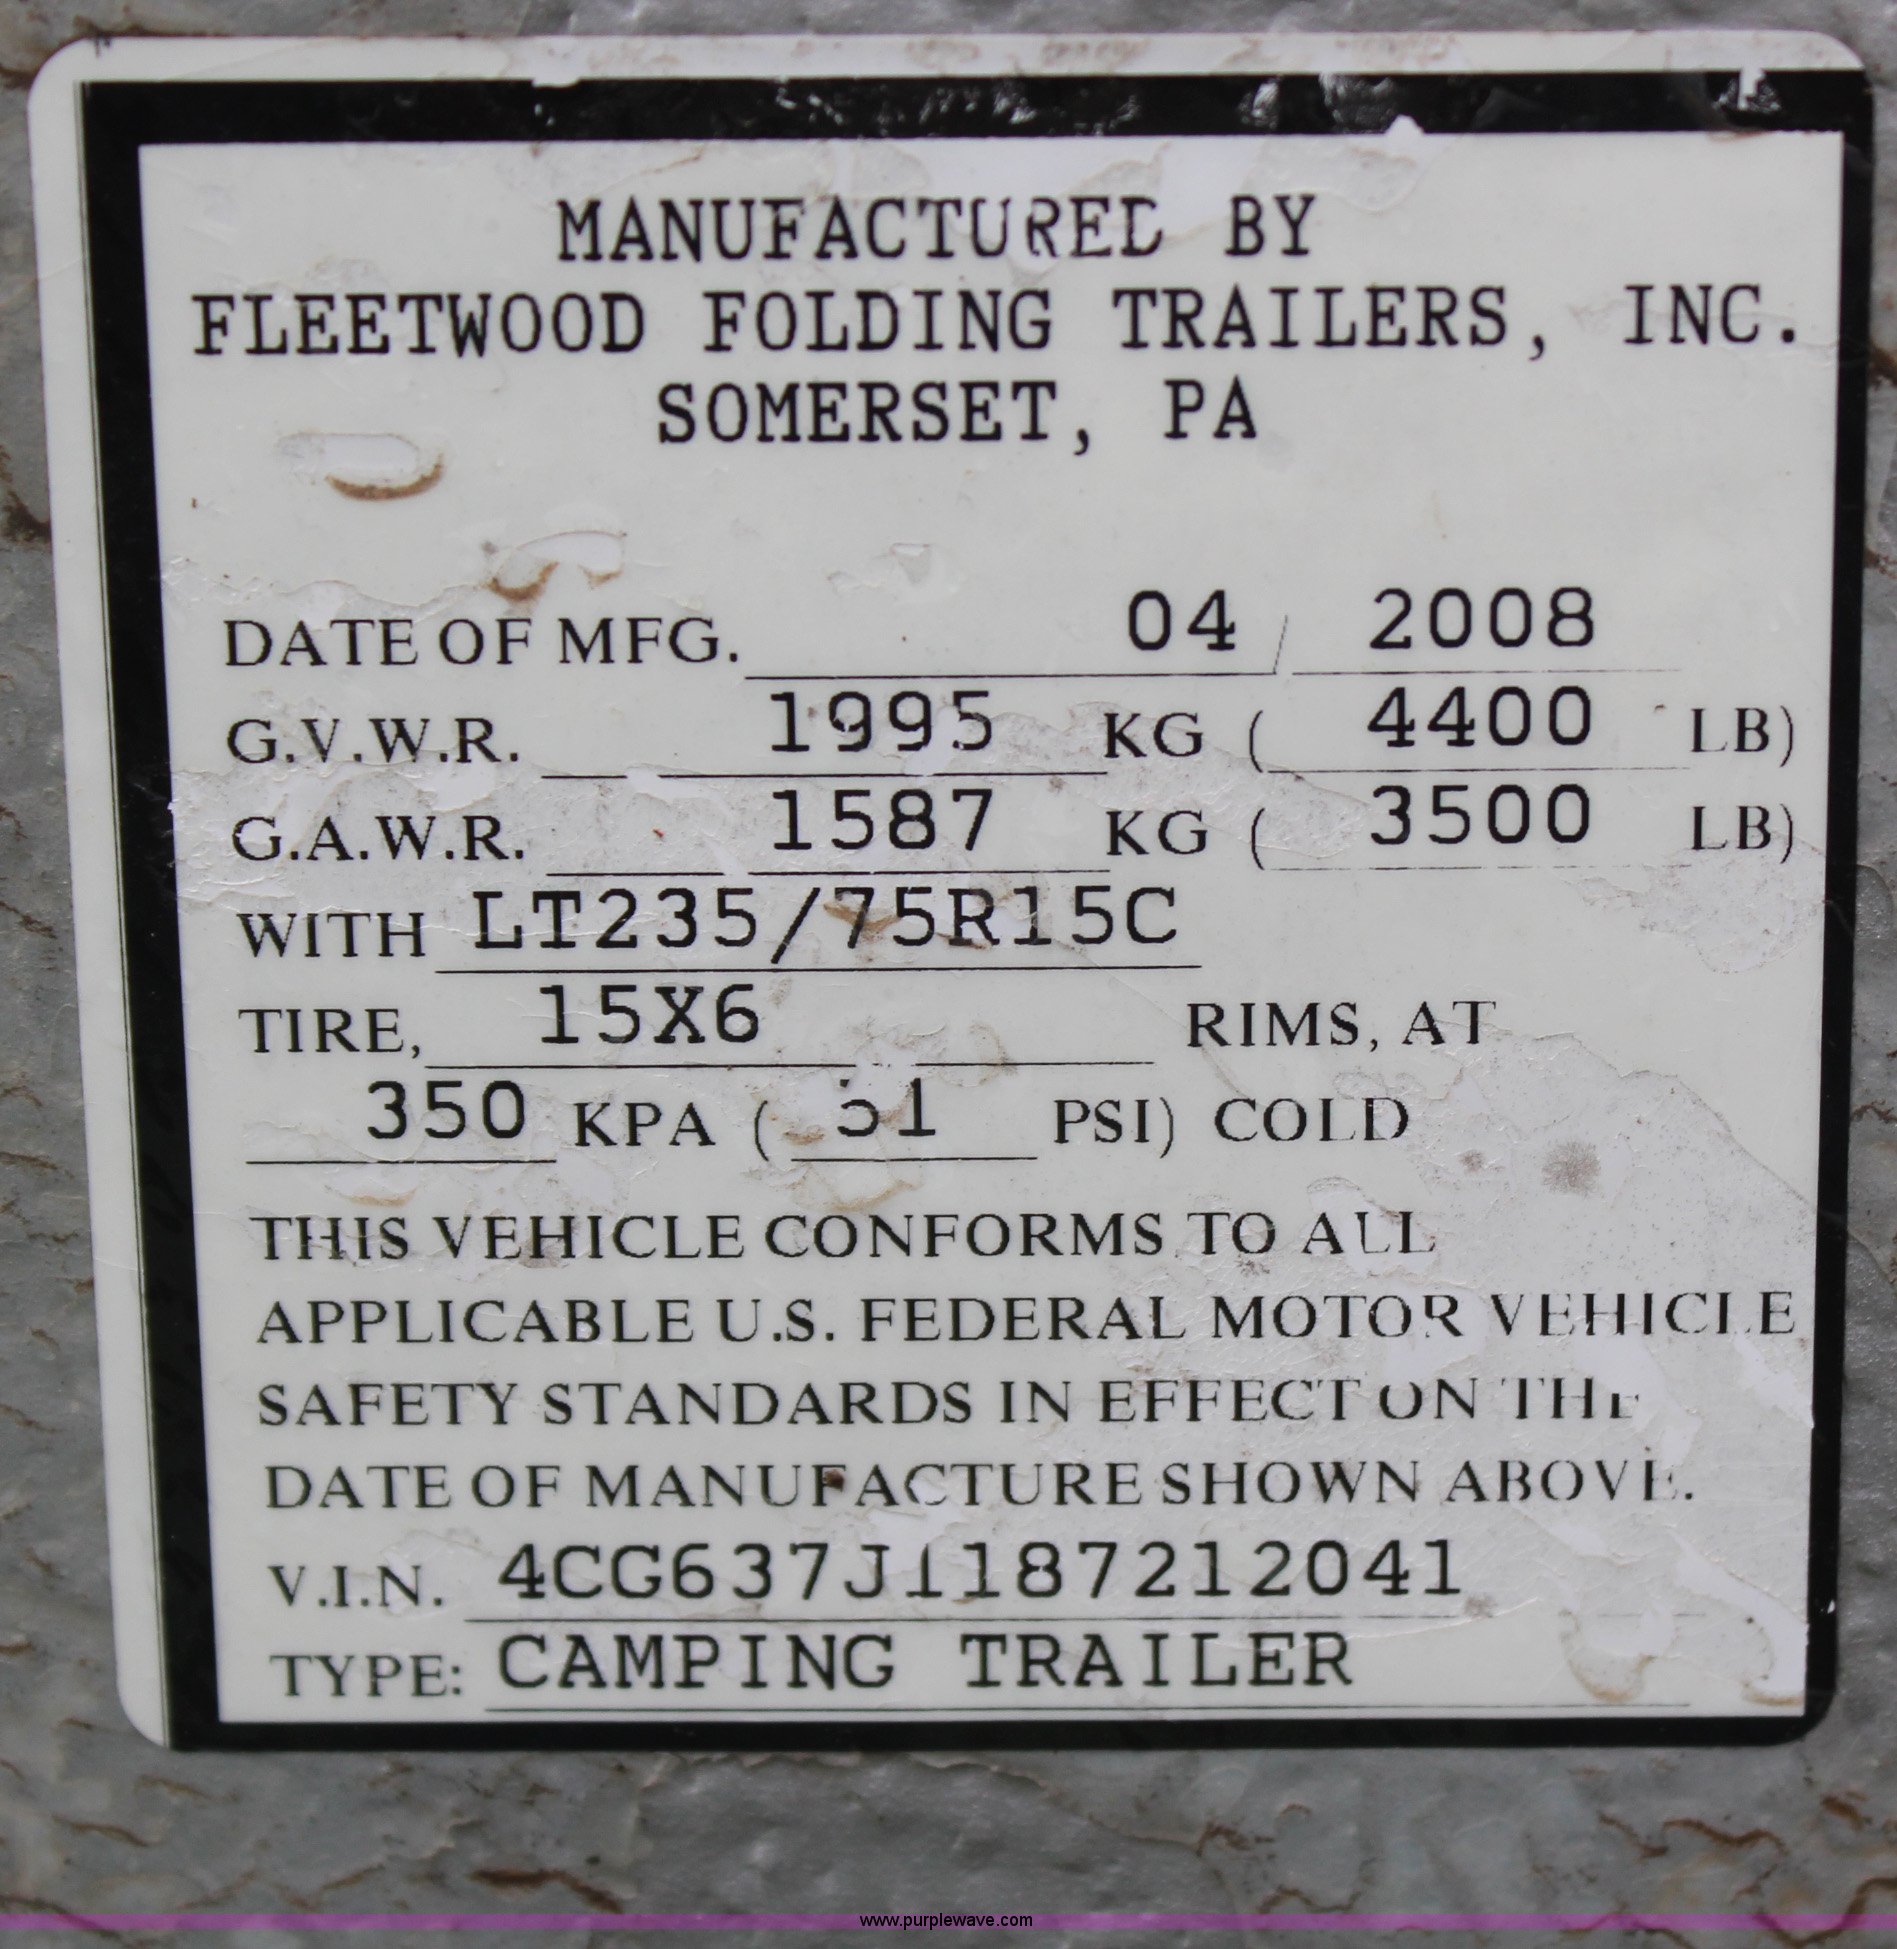 MANUFACTURED BY
FLEETWOOD FOLDING TRAILERS, INC.
SOMERSET, PA
DATE OF MFG. 04 / 2008
G.V.W.R. 1995 KG ( 4400 LB)
G.A.W.R. 1587 KG ( 3500 LB)
WITH LT235/75R15C
TIRE, 15X6 RIMS, AT
350 KPA ( 51 PSI) COLD
THIS VEHICLE CONFORMS TO ALL
APPLICABLE U.S. FEDERAL MOTOR VEHICLE
SAFETY STANDARDS IN EFFECT ON THE
DATE OF MANUFACTURE SHOWN ABOVE.
V.I.N. 4CG637J1187212041
TYPE: CAMPING TRAILER
www.purplewave.com